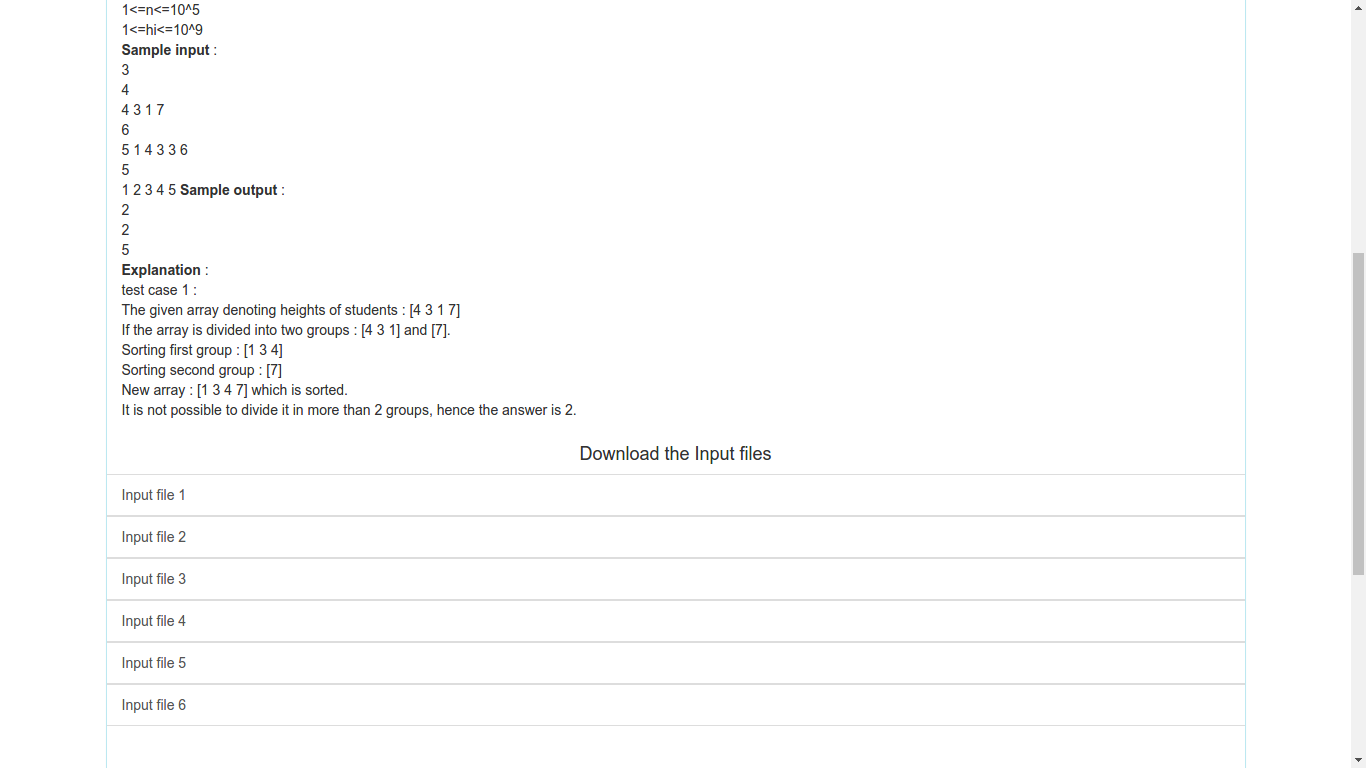 1<=n<=10^5
1<=hi<=10^9
Sample input :
3
4
4 3 1 7
6
5 1 4 3 3 6
5
1 2 3 4 5 Sample output :
2
2
5
Explanation :
test case 1 :
The given array denoting heights of students : [4 3 1 7]
If the array is divided into two groups : [4 3 1] and [7].
Sorting first group : [1 3 4]
Sorting second group : [7]
New array : [1 3 4 7] which is sorted.
It is not possible to divide it in more than 2 groups, hence the answer is 2.
Download the Input files
Input file 1
Input file 2
Input file 3
Input file 4
Input file 5
Input file 6